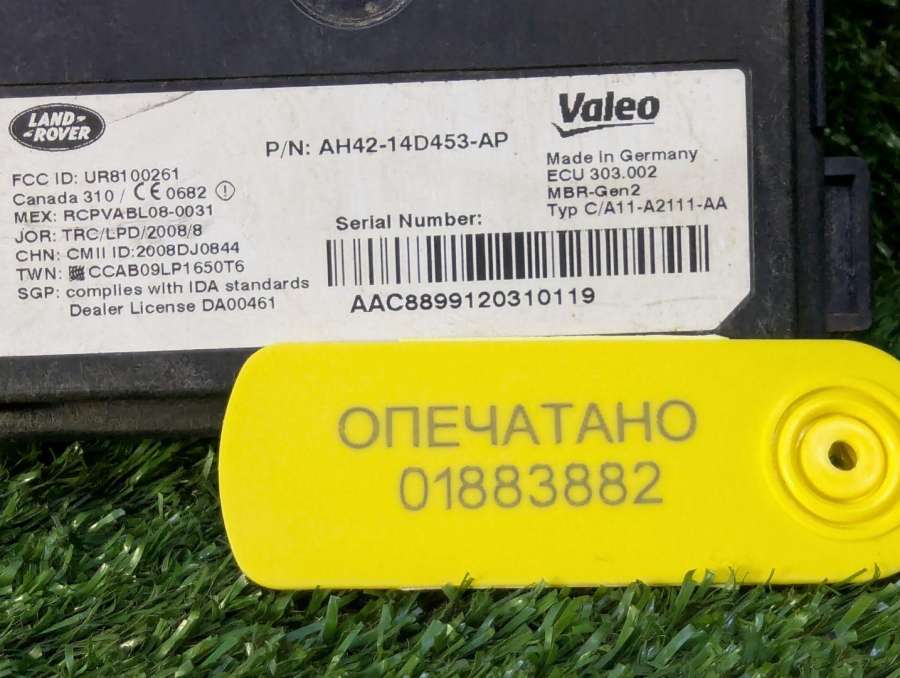 LAND-
-ROVER
Valeo
P/N: AH42-14D453-AP
Made in Germany
ECU 303.002
MBR-Gen2
Typ C/A11-A2111-AA
FCC ID: UR8100261
Canada 310 / CE 0682
MEX: RCPVABL08-0031
JOR: TRC/LPD/2008/8
CHN: CMII ID:2008DJ0844
TWN: CCAB09LP1650T6
SGP: complies with IDA standards
Dealer License DA00461
Serial Number:
AAC8899120310119
ОПЕЧАТАНО
01883882